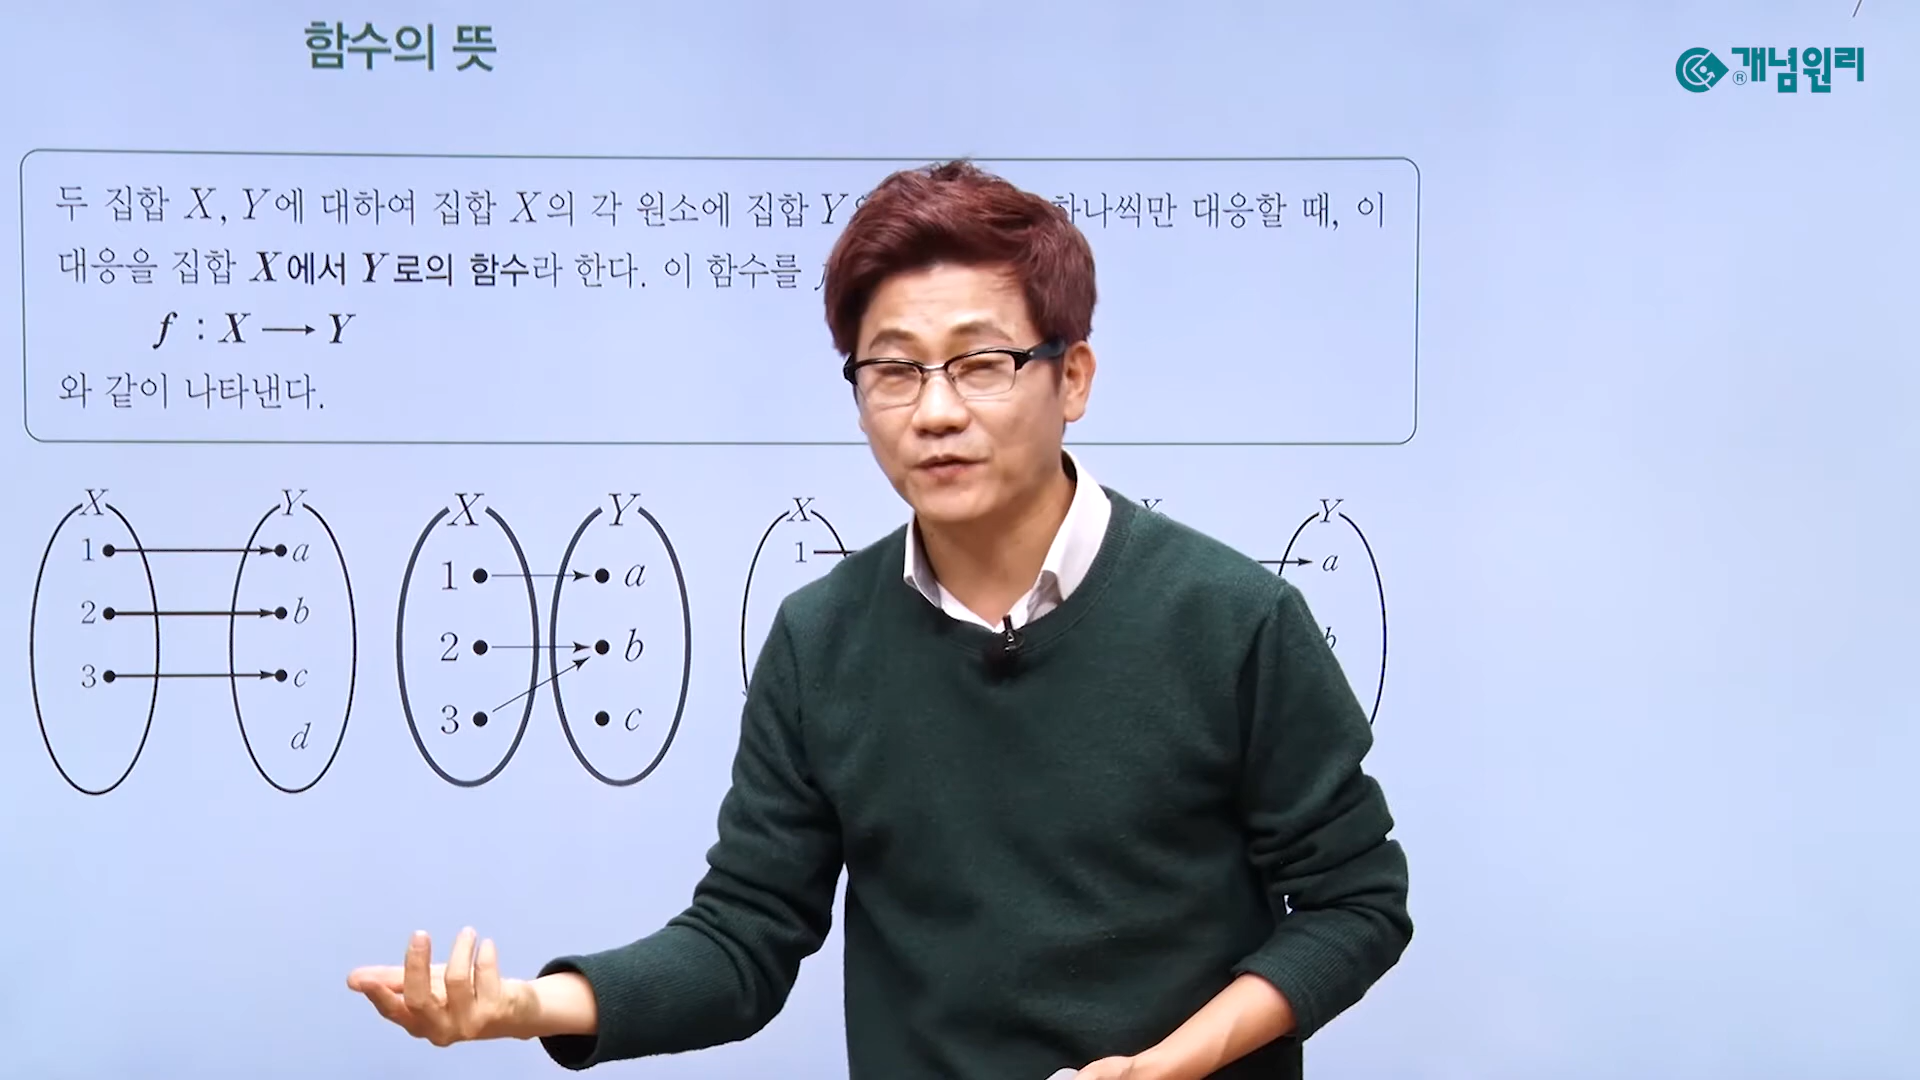 함수의 뜻
개념원리
®
두 집합 X, Y에 대하여 집합 X의 각 원소에 집합 Y 하나씩만 대응할 때, 이
대응을 집합 X에서 Y로의 함수라 한다. 이 함수를
f : X → Y
와 같이 나타낸다.
X Y X Y X Y
1 a 1 a 1 a
2 b 2 b b
3 c 3 c
d